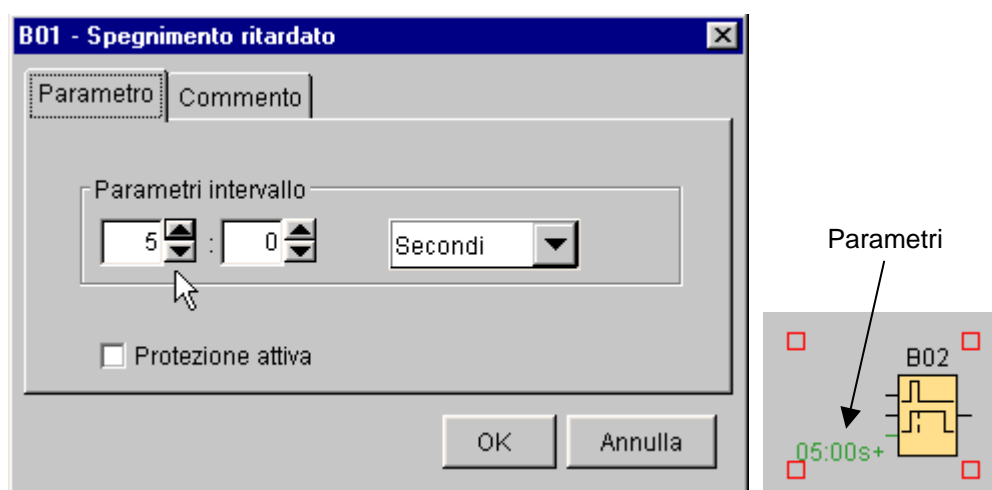 B01 - Spegnimento ritardato
Parametro Commento
Parametri intervallo
5 : 0 Secondi
Protezione attiva
OK Annulla
Parametri
B02
05:00s+